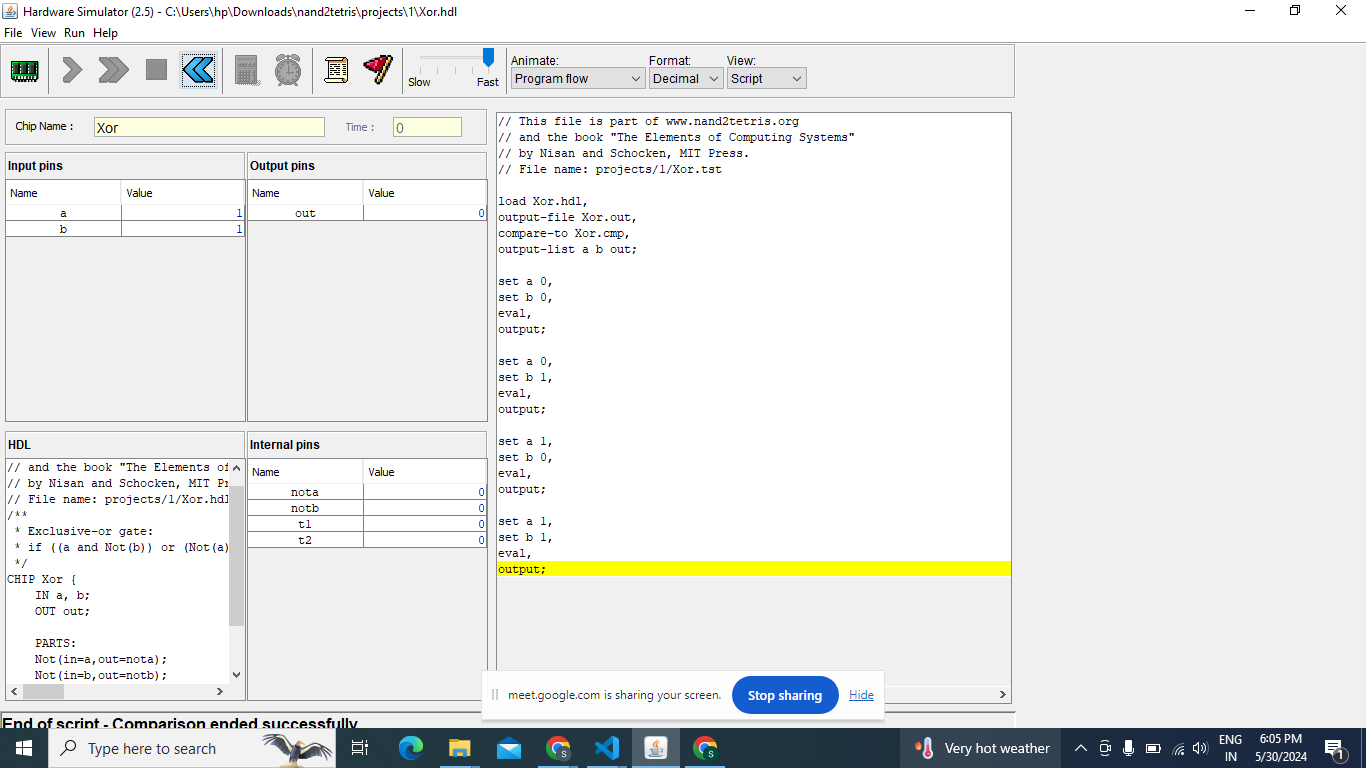 Hardware Simulator (2.5) - C:\Users\hp\Downloads\nand2tetris\projects\1\Xor.hdl
File View Run Help
Slow Fast
Animate: Format: View:
Program flow Decimal Script
Chip Name : Xor Time : 0
Input pins
Name Value
a 1
b 1
Output pins
Name Value
out 0
HDL
// and the book "The Elements of
// by Nisan and Schocken, MIT Pr
// File name: projects/1/Xor.hdl
/**
* Exclusive-or gate:
* if ((a and Not(b)) or (Not(a)
*/
CHIP Xor {
IN a, b;
OUT out;
PARTS:
Not(in=a,out=nota);
Not(in=b,out=notb);
Internal pins
Name Value
nota 0
notb 0
t1 0
t2 0
// This file is part of www.nand2tetris.org
// and the book "The Elements of Computing Systems"
// by Nisan and Schocken, MIT Press.
// File name: projects/1/Xor.tst
load Xor.hdl,
output-file Xor.out,
compare-to Xor.cmp,
output-list a b out;
set a 0,
set b 0,
eval,
output;
set a 0,
set b 1,
eval,
output;
set a 1,
set b 0,
eval,
output;
set a 1,
set b 1,
eval,
output;
meet.google.com is sharing your screen. Stop sharing Hide
End of script - Comparison ended successfully
Type here to search
S
S
Very hot weather
ENG
IN
6:05 PM
5/30/2024
1